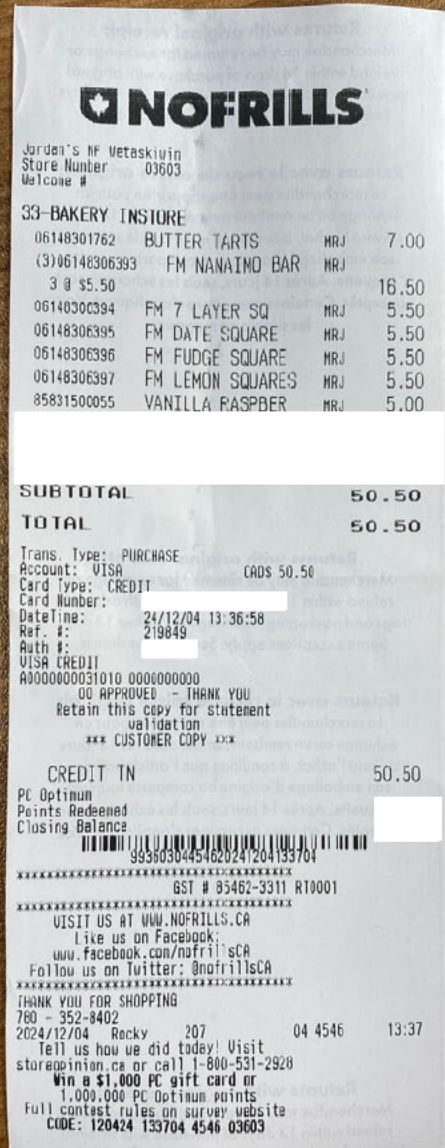 NOFRILLS
Jordan's NF Wetaskiwin
Store Number 03603
Welcome #
33-BAKERY INSTORE
06148301762 BUTTER TARTS MRJ 7.00
(3)06148306393 FM NANAIMO BAR MRJ
3 @ $5.50 16.50
06148306394 FM 7 LAYER SQ MRJ 5.50
06148306395 FM DATE SQUARE MRJ 5.50
06148306396 FM FUDGE SQUARE MRJ 5.50
06148306397 FM LEMON SQUARES MRJ 5.50
85831500055 VANILLA RASPBER MRJ 5.00
SUBTOTAL 50.50
TOTAL 50.50
Trans. Type: PURCHASE
Account: VISA CAD$ 50.50
Card Type: CREDIT
Card Number:
DateTime: 24/12/04 13:36:58
Ref. #: 219849
Auth #:
VISA CREDIT
A0000000031010 0000000000
00 APPROVED - THANK YOU
Retain this copy for statement
validation
*** CUSTOMER COPY ***
CREDIT TN 50.50
PC Optimum
Points Redeemed
Closing Balance
99360304454620241204133704
************************************
GST # 85462-3311 RT0001
************************************
VISIT US AT WWW.NOFRILLS.CA
Like us on Facebook:
www.facebook.com/nofrillsCA
Follow us on Twitter: @nofrillsCA
************************************
THANK YOU FOR SHOPPING
780 - 352-8402
2024/12/04 Rocky 207 04 4546 13:37
Tell us how we did today! Visit
storeopinion.ca or call 1-800-531-2928
Win a $1,000 PC gift card or
1,000,000 PC Optimum points
Full contest rules on survey website
CODE: 120424 133704 4546 03603